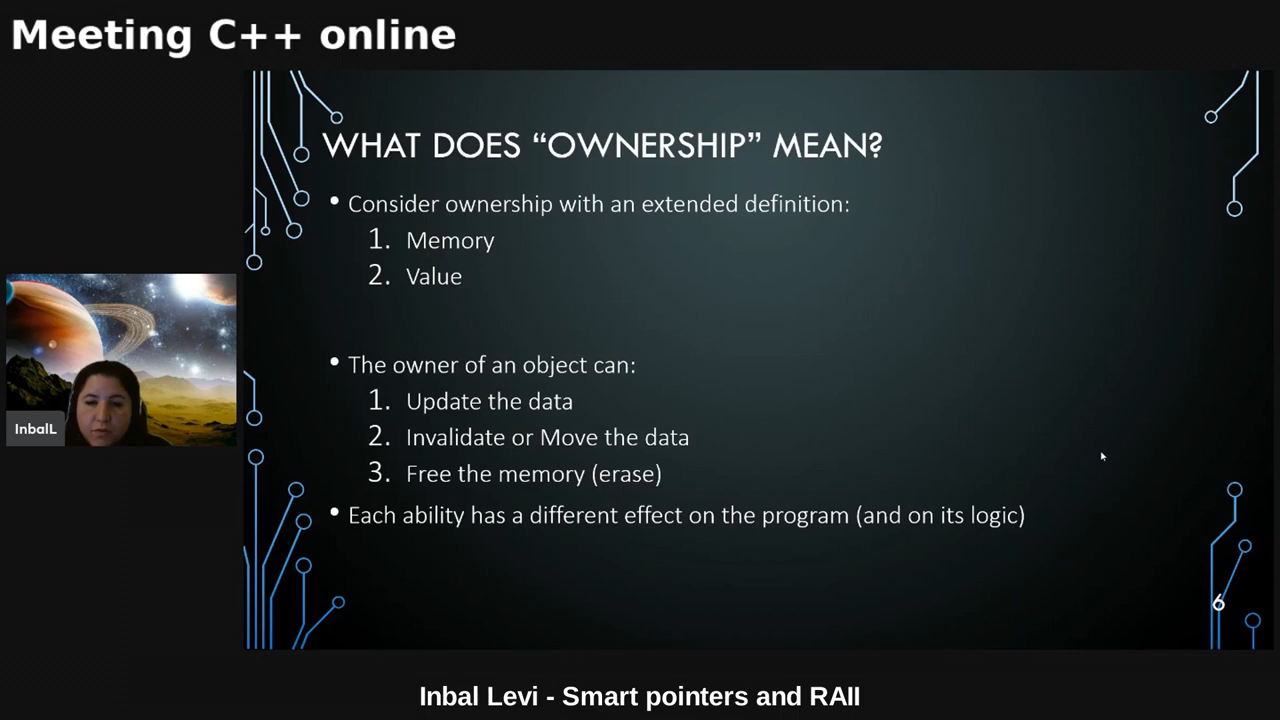 Meeting C++ online
WHAT DOES “OWNERSHIP” MEAN?
• Consider ownership with an extended definition:
1. Memory
2. Value
• The owner of an object can:
1. Update the data
2. Invalidate or Move the data
3. Free the memory (erase)
• Each ability has a different effect on the program (and on its logic)
InbalL
6
Inbal Levi - Smart pointers and RAII